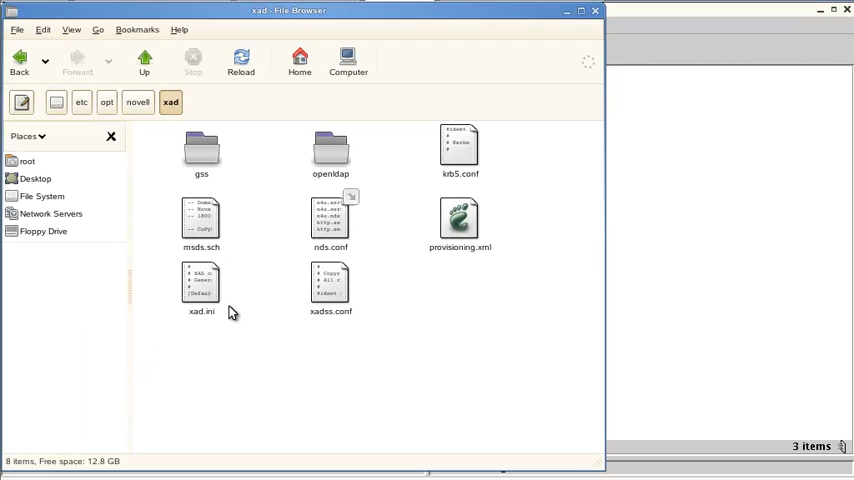 xad - File Browser
File Edit View Go Bookmarks Help
Back Forward Up Stop Reload Home Computer
etc opt novell xad
Places
root
Desktop
File System
Network Servers
Floppy Drive
gss openldap krb5.conf
msds.sch nds.conf provisioning.xml
xad.ini xadss.conf
8 items, Free space: 12.8 GB
3 items